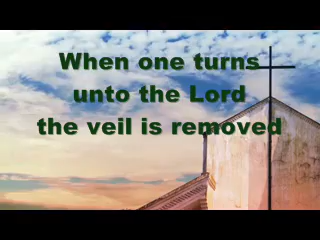 When one turns
unto the Lord
the veil is removed